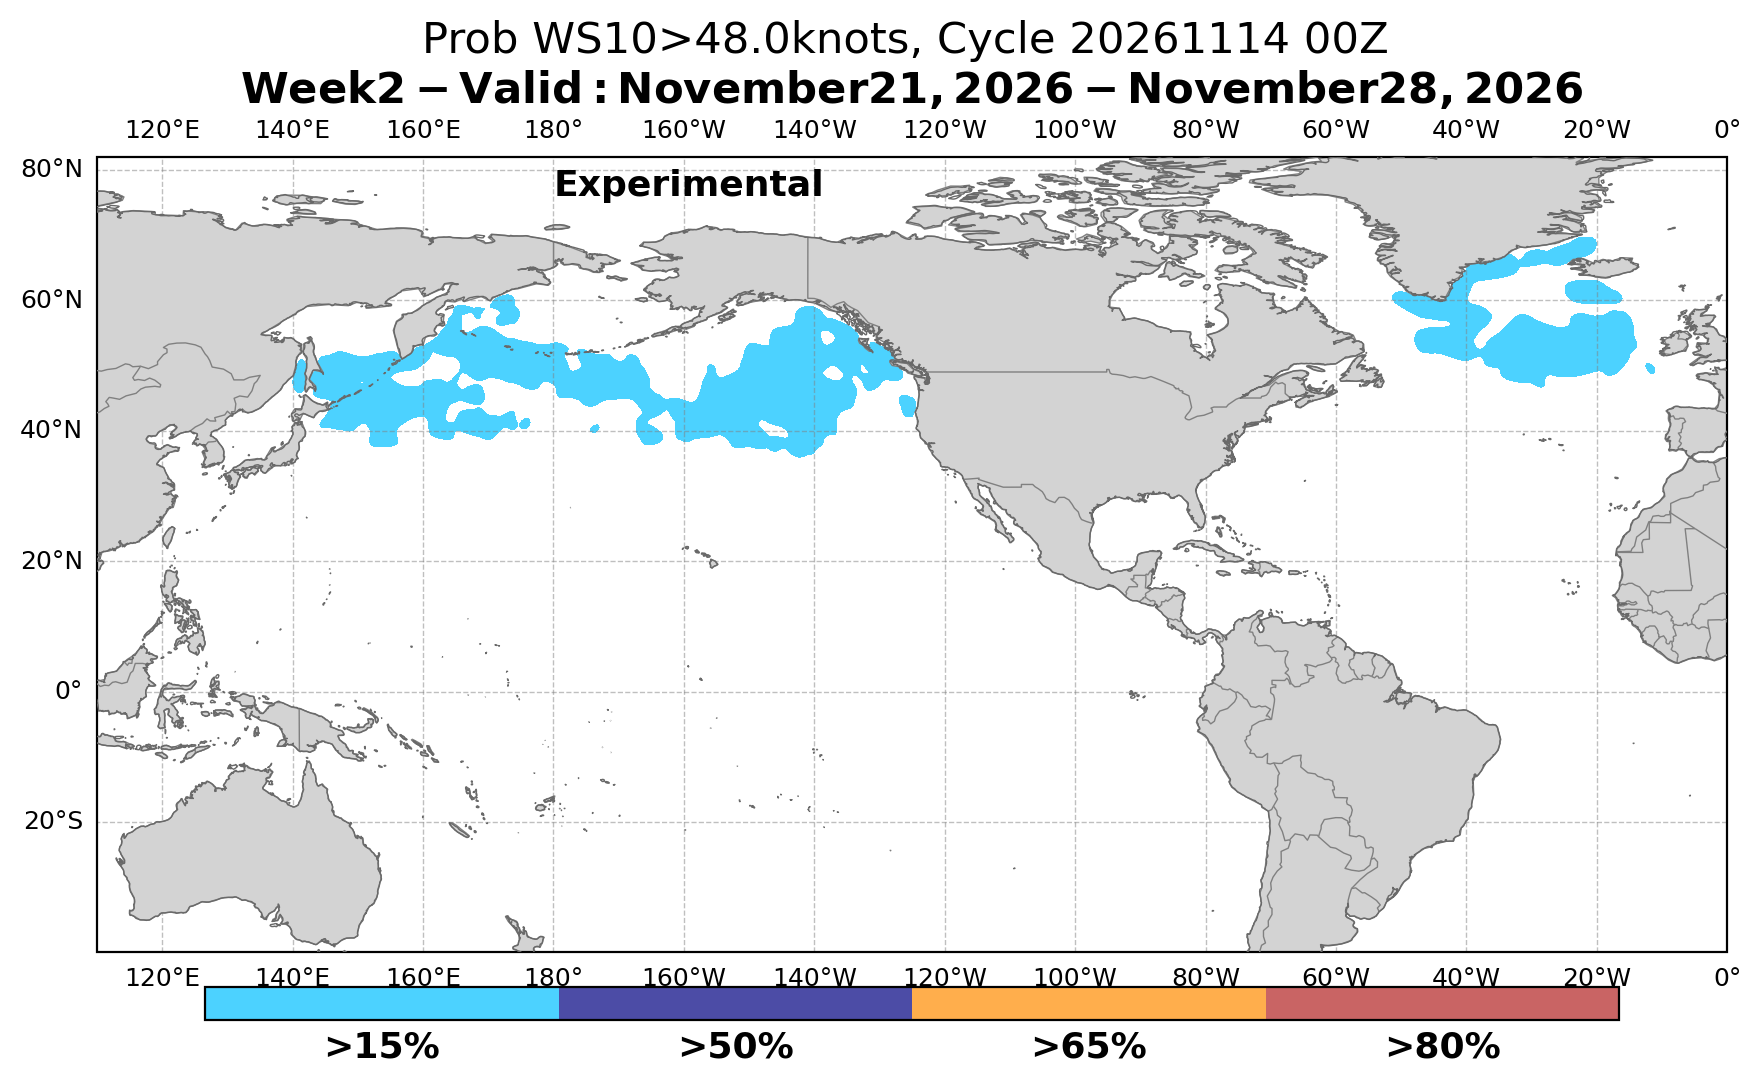 Prob WS10>48.0knots, Cycle 20261114 00Z
Week2 − Valid : November21, 2026 − November28, 2026
120°E 140°E 160°E 180° 160°W 140°W 120°W 100°W 80°W 60°W 40°W 20°W 0°
80°N
Experimental
60°N
40°N
20°N
0°
20°S
120°E 140°E 160°E 180° 160°W 140°W 120°W 100°W 80°W 60°W 40°W 20°W 0°
>15% >50% >65% >80%